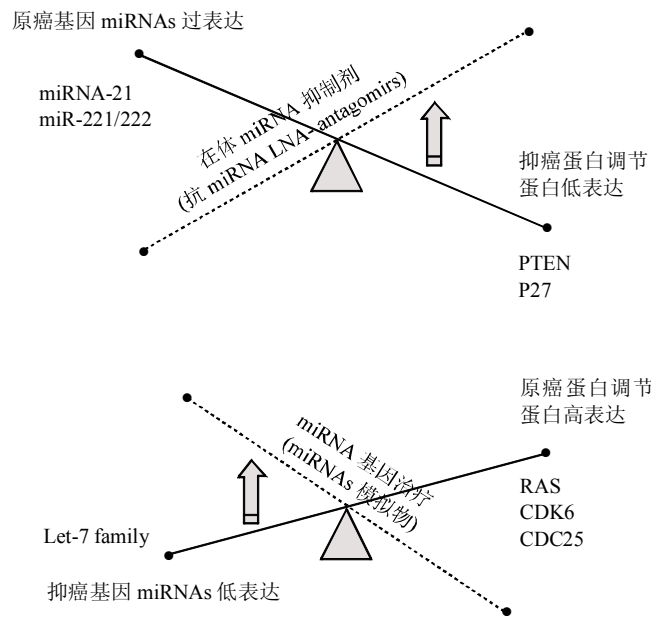 原癌基因 miRNAs 过表达
miRNA-21
miR-221/222
在体 miRNA 抑制剂
(抗 miRNA LNA- antagomirs)
抑癌蛋白调节
蛋白低表达
PTEN
P27
原癌蛋白调节
蛋白高表达
miRNA 基因治疗
(miRNAs 模拟物)
RAS
CDK6
CDC25
Let-7 family
抑癌基因 miRNAs 低表达